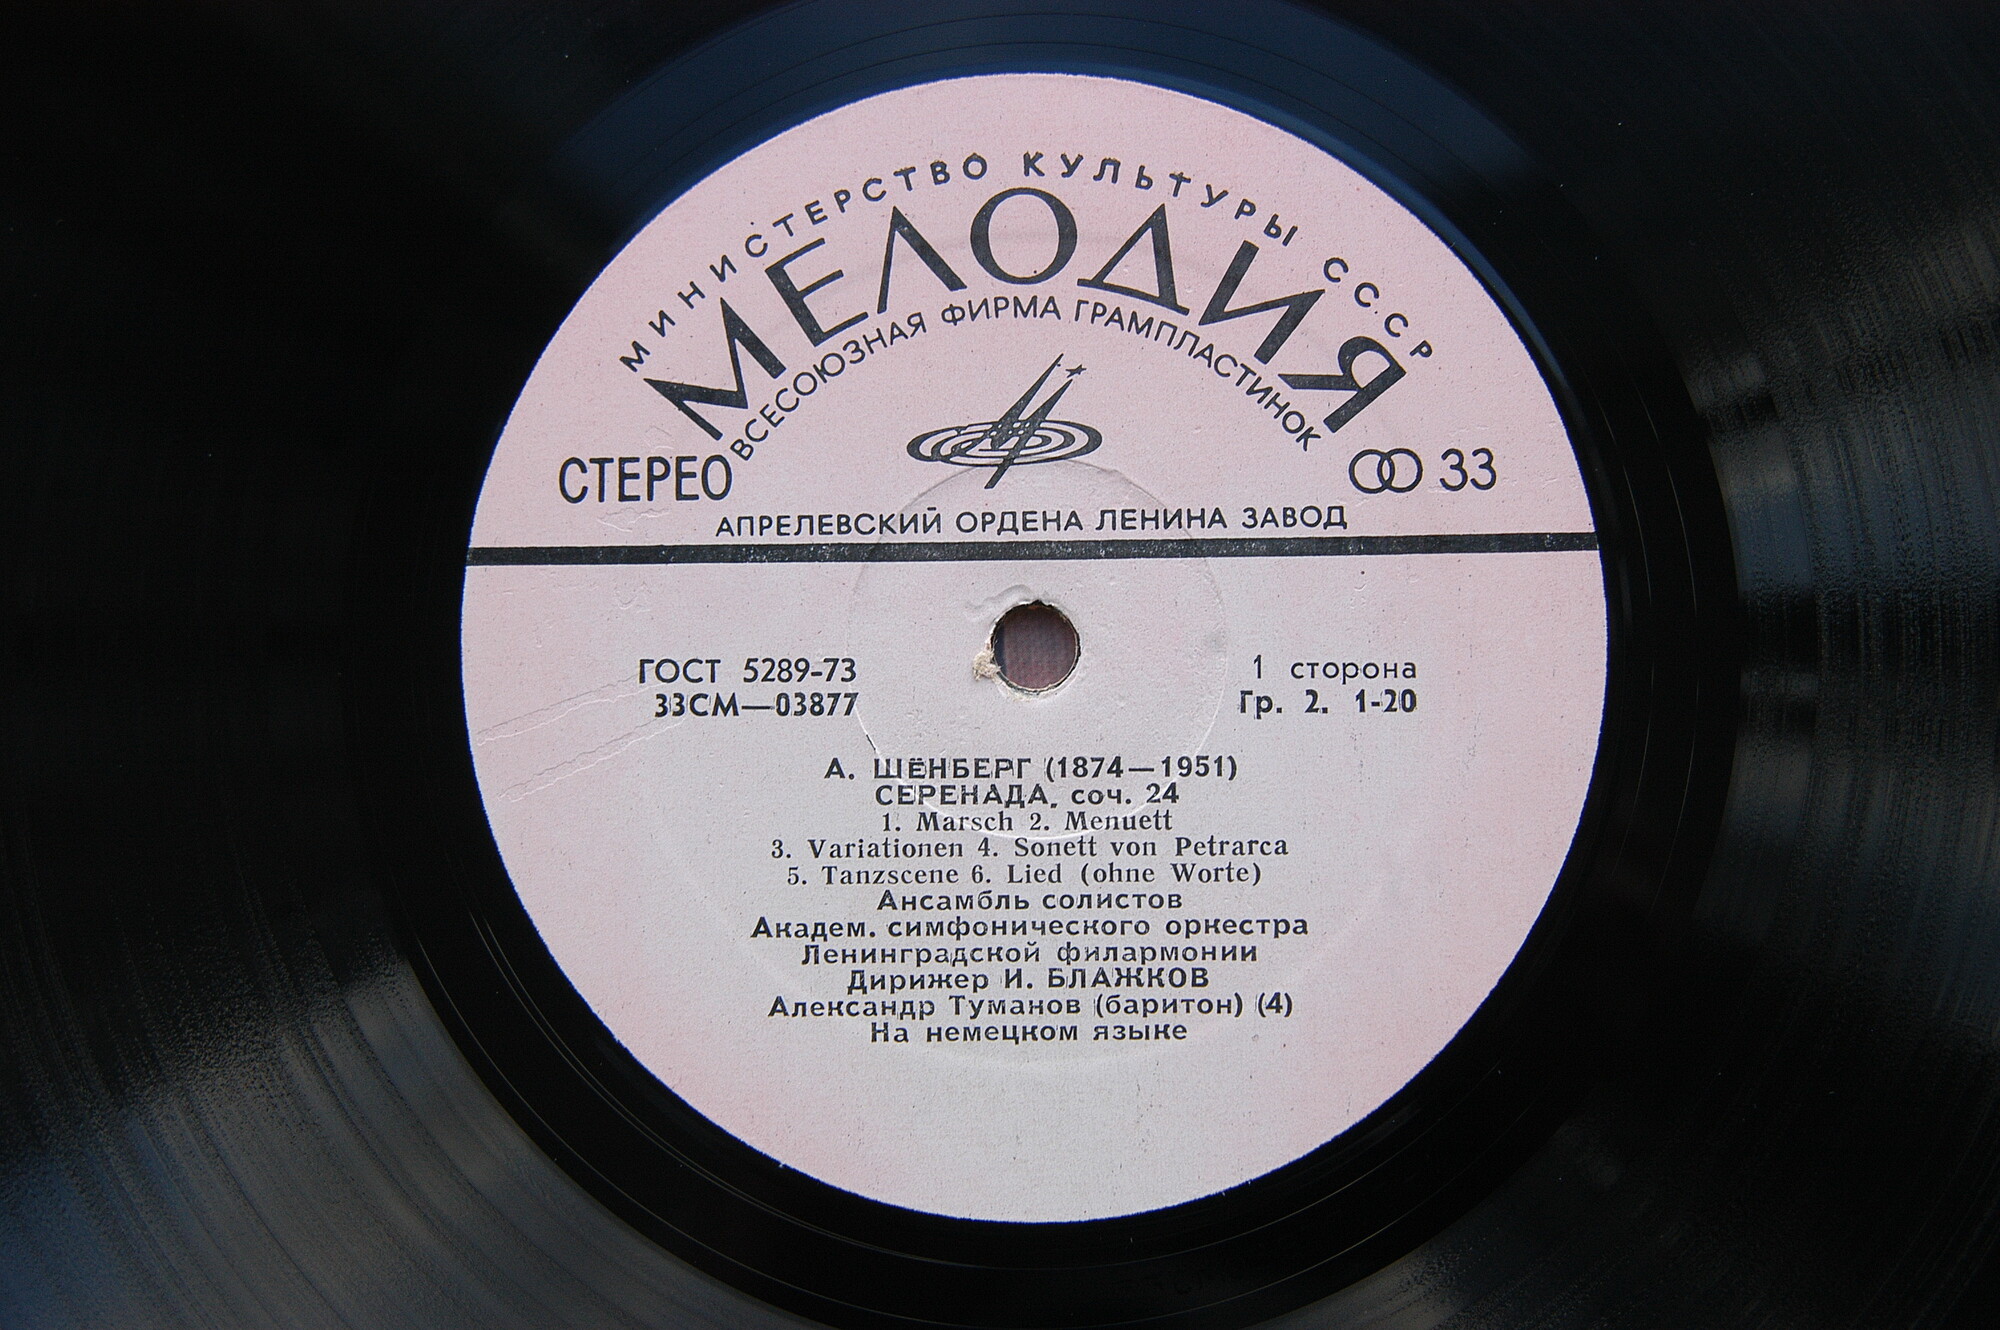 МИНИСТЕРСТВО КУЛЬТУРЫ СССР
МЕЛОДИЯ
ВСЕСОЮЗНАЯ ФИРМА ГРАМПЛАСТИНОК
СТЕРЕО
33
АПРЕЛЕВСКИЙ ОРДЕНА ЛЕНИНА ЗАВОД
ГОСТ 5289-73
33СМ—03877
1 сторона
Гр. 2. 1-20
А. ШЁНБЕРГ (1874—1951)
СЕРЕНАДА, соч. 24
1. Marsch 2. Menuett
3. Variationen 4. Sonett von Petrarca
5. Tanzscene 6. Lied (ohne Worte)
Ансамбль солистов
Академ. симфонического оркестра
Ленинградской филармонии
Дирижер И. БЛАЖКОВ
Александр Туманов (баритон) (4)
На немецком языке